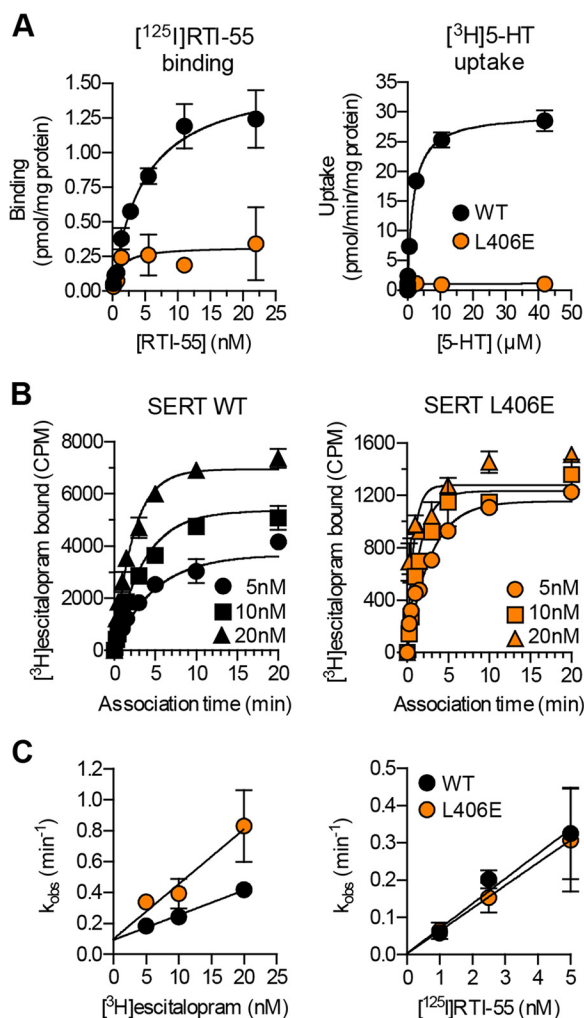 A
[125I]RTI-55
binding
Binding
(pmol/mg protein)
1.50
1.25
1.00
0.75
0.50
0.25
0.00
0 5 10 15 20 25
[RTI-55] (nM)
[3H]5-HT
uptake
Uptake
(pmol/min/mg protein)
35
30
25
20
15
10
5
0
WT
L406E
0 10 20 30 40 50
[5-HT] (µM)
B
SERT WT
[3H]escitalopram bound (CPM)
8000
6000
4000
2000
0
5nM
10nM
20nM
0 5 10 15 20
Association time (min)
SERT L406E
[3H]escitalopram bound (CPM)
1600
1200
800
400
0
5nM
10nM
20nM
0 5 10 15 20
Association time (min)
C
kobs (min-1)
1.2
1.0
0.8
0.6
0.4
0.2
0.0
0 5 10 15 20 25
[3H]escitalopram (nM)
kobs (min-1)
0.5
0.4
0.3
0.2
0.1
0.0
WT
L406E
0 1 2 3 4 5
[125I]RTI-55 (nM)